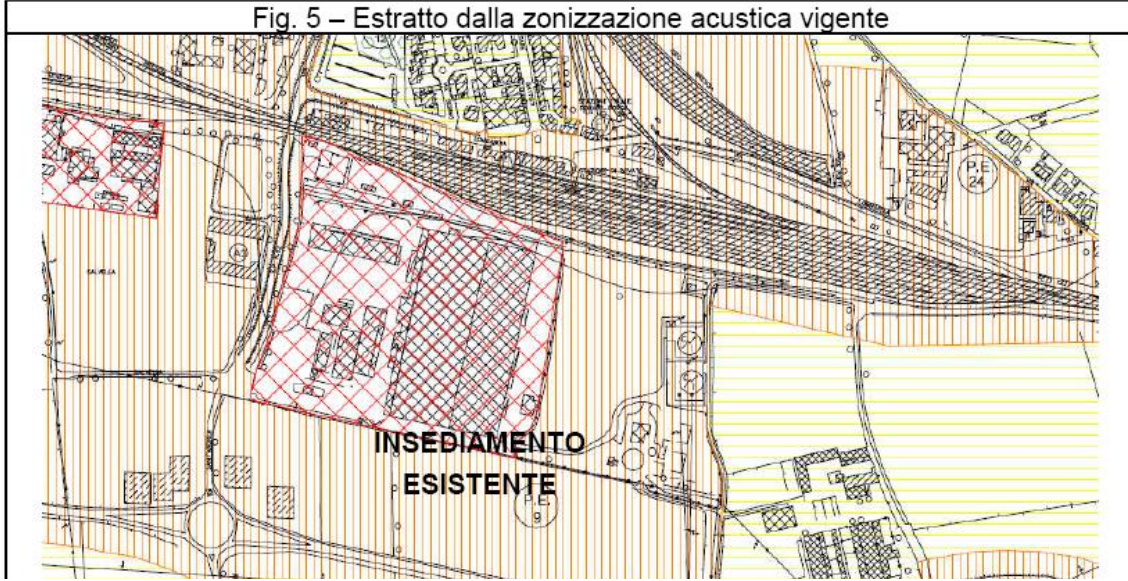 Fig. 5 – Estratto dalla zonizzazione acustica vigente
P.E.
24
INSEDIAMENTO
ESISTENTE
P.E.
9